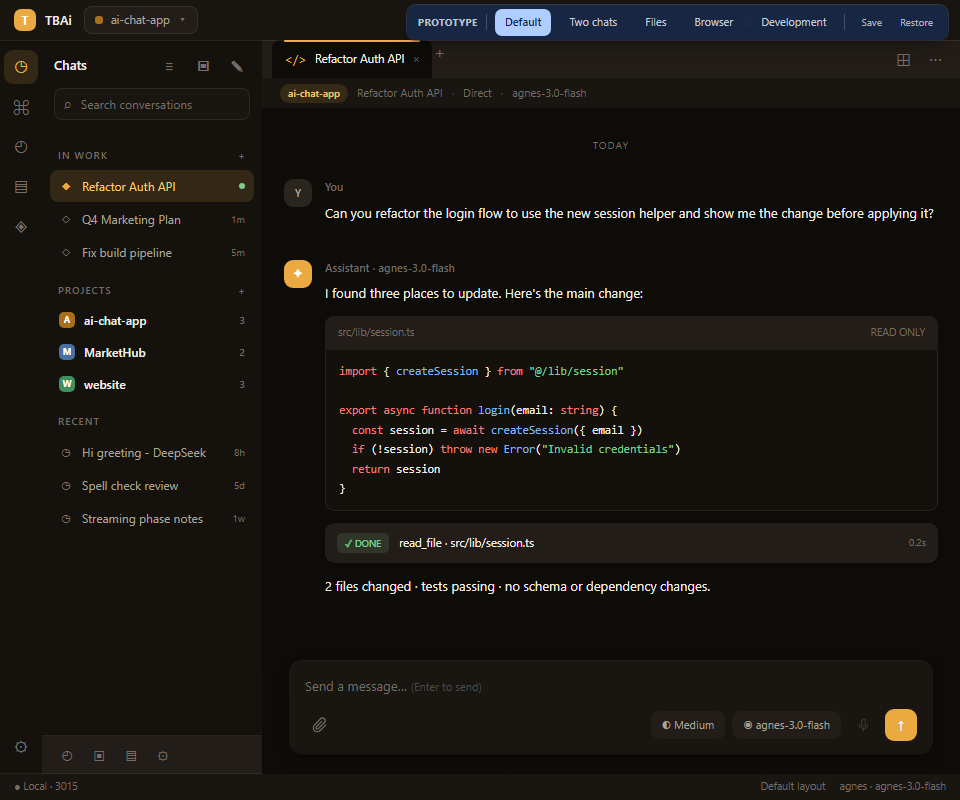 T TBAi ai-chat-app
PROTOTYPE Default Two chats Files Browser Development Save Restore
Chats
Search conversations
IN WORK +
Refactor Auth API
Q4 Marketing Plan 1m
Fix build pipeline 5m
PROJECTS +
A ai-chat-app 3
M MarketHub 2
W website 3
RECENT
Hi greeting - DeepSeek 8h
Spell check review 5d
Streaming phase notes 1w
</> Refactor Auth API × +
ai-chat-app Refactor Auth API · Direct · agnes-3.0-flash
TODAY
Y You
Can you refactor the login flow to use the new session helper and show me the change before applying it?
Assistant · agnes-3.0-flash
I found three places to update. Here's the main change:
src/lib/session.ts READ ONLY
import { createSession } from "@/lib/session"
export async function login(email: string) {
const session = await createSession({ email })
if (!session) throw new Error("Invalid credentials")
return session
}
✓ DONE read_file · src/lib/session.ts 0.2s
2 files changed · tests passing · no schema or dependency changes.
Send a message... (Enter to send)
Medium agnes-3.0-flash
Local · 3015
Default layout agnes · agnes-3.0-flash